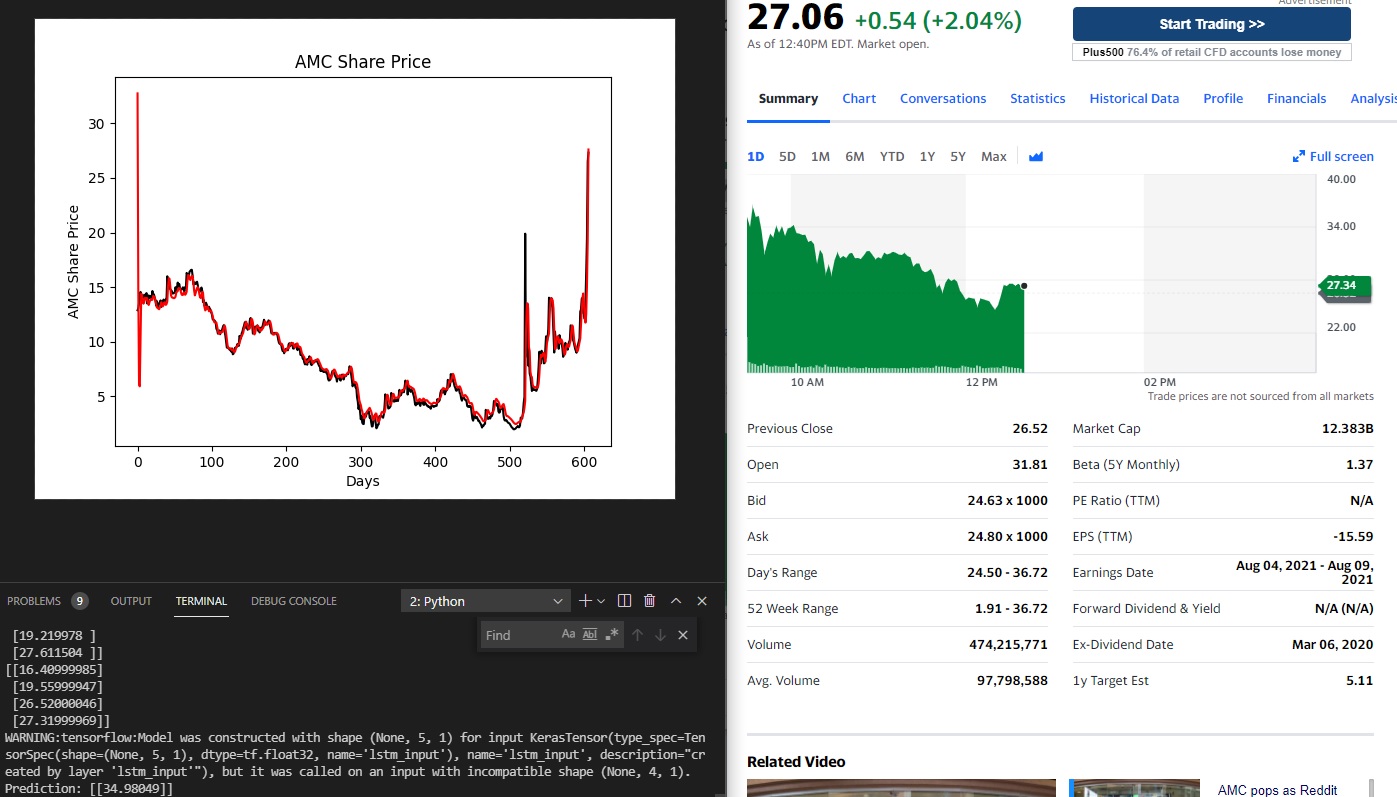 AMC Share Price
30
25
20
15
10
5
AMC Share Price
0 100 200 300 400 500 600
Days
PROBLEMS 9 OUTPUT TERMINAL DEBUG CONSOLE
2: Python
Find Aa Abl .*
[19.219978 ]
[27.611504 ]]
[[16.40999985]
[19.55999947]
[26.52000046]
[27.31999969]]
WARNING:tensorflow:Model was constructed with shape (None, 5, 1) for input KerasTensor(type_spec=Ten
sorSpec(shape=(None, 5, 1), dtype=tf.float32, name='lstm_input'), name='lstm_input', description="cr
eated by layer 'lstm_input'"), but it was called on an input with incompatible shape (None, 4, 1).
Prediction: [[34.98049]]
Advertisement
27.06 +0.54 (+2.04%)
As of 12:40PM EDT. Market open.
Start Trading >>
Plus500 76.4% of retail CFD accounts lose money
Summary Chart Conversations Statistics Historical Data Profile Financials Analysis
1D 5D 1M 6M YTD 1Y 5Y Max
Full screen
40.00
34.00
27.34
22.00
10 AM 12 PM 02 PM
Trade prices are not sourced from all markets
Previous Close 26.52
Open 31.81
Bid 24.63 x 1000
Ask 24.80 x 1000
Day's Range 24.50 - 36.72
52 Week Range 1.91 - 36.72
Volume 474,215,771
Avg. Volume 97,798,588
Market Cap 12.383B
Beta (5Y Monthly) 1.37
PE Ratio (TTM) N/A
EPS (TTM) -15.59
Earnings Date Aug 04, 2021 - Aug 09,
2021
Forward Dividend & Yield N/A (N/A)
Ex-Dividend Date Mar 06, 2020
1y Target Est 5.11
Related Video
AMC pops as Reddit